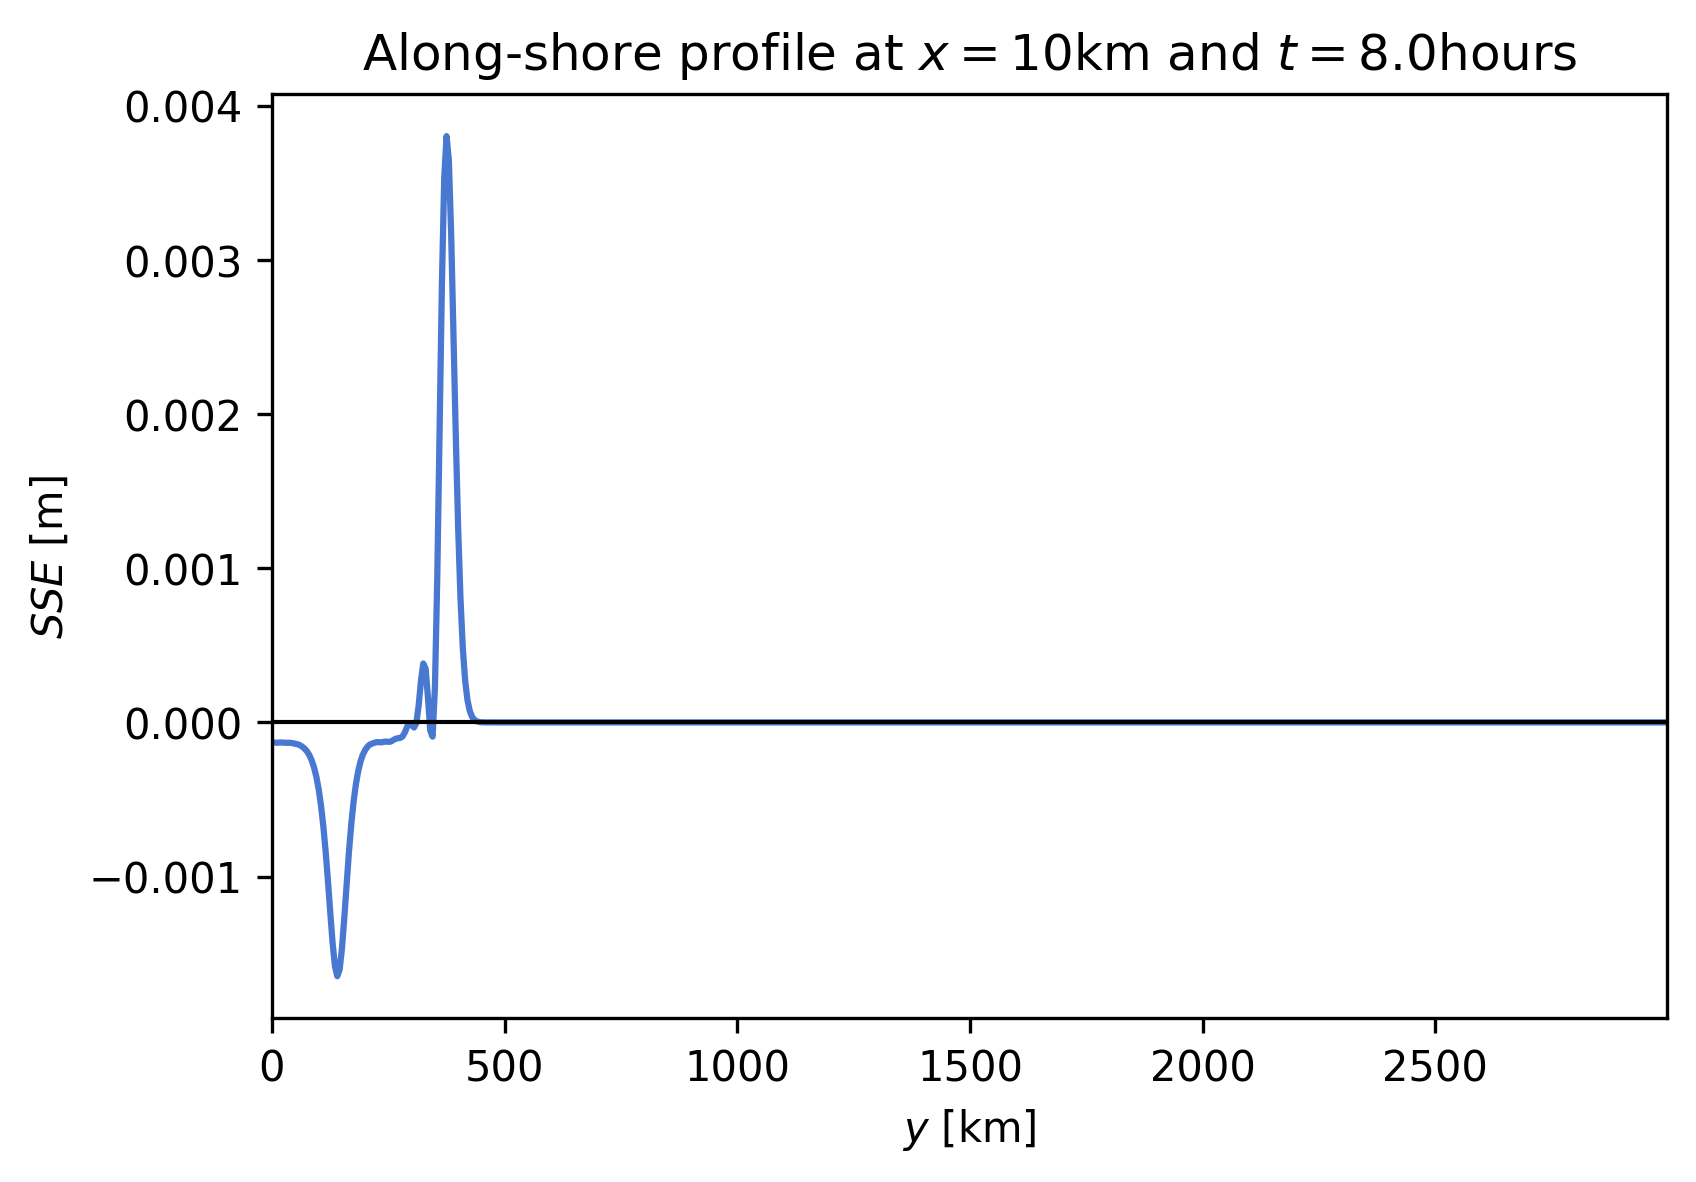 Along-shore profile at x = 10km and t = 8.0hours
0.004
0.003
0.002
0.001
0.000
−0.001
SSE [m]
0 500 1000 1500 2000 2500
y [km]